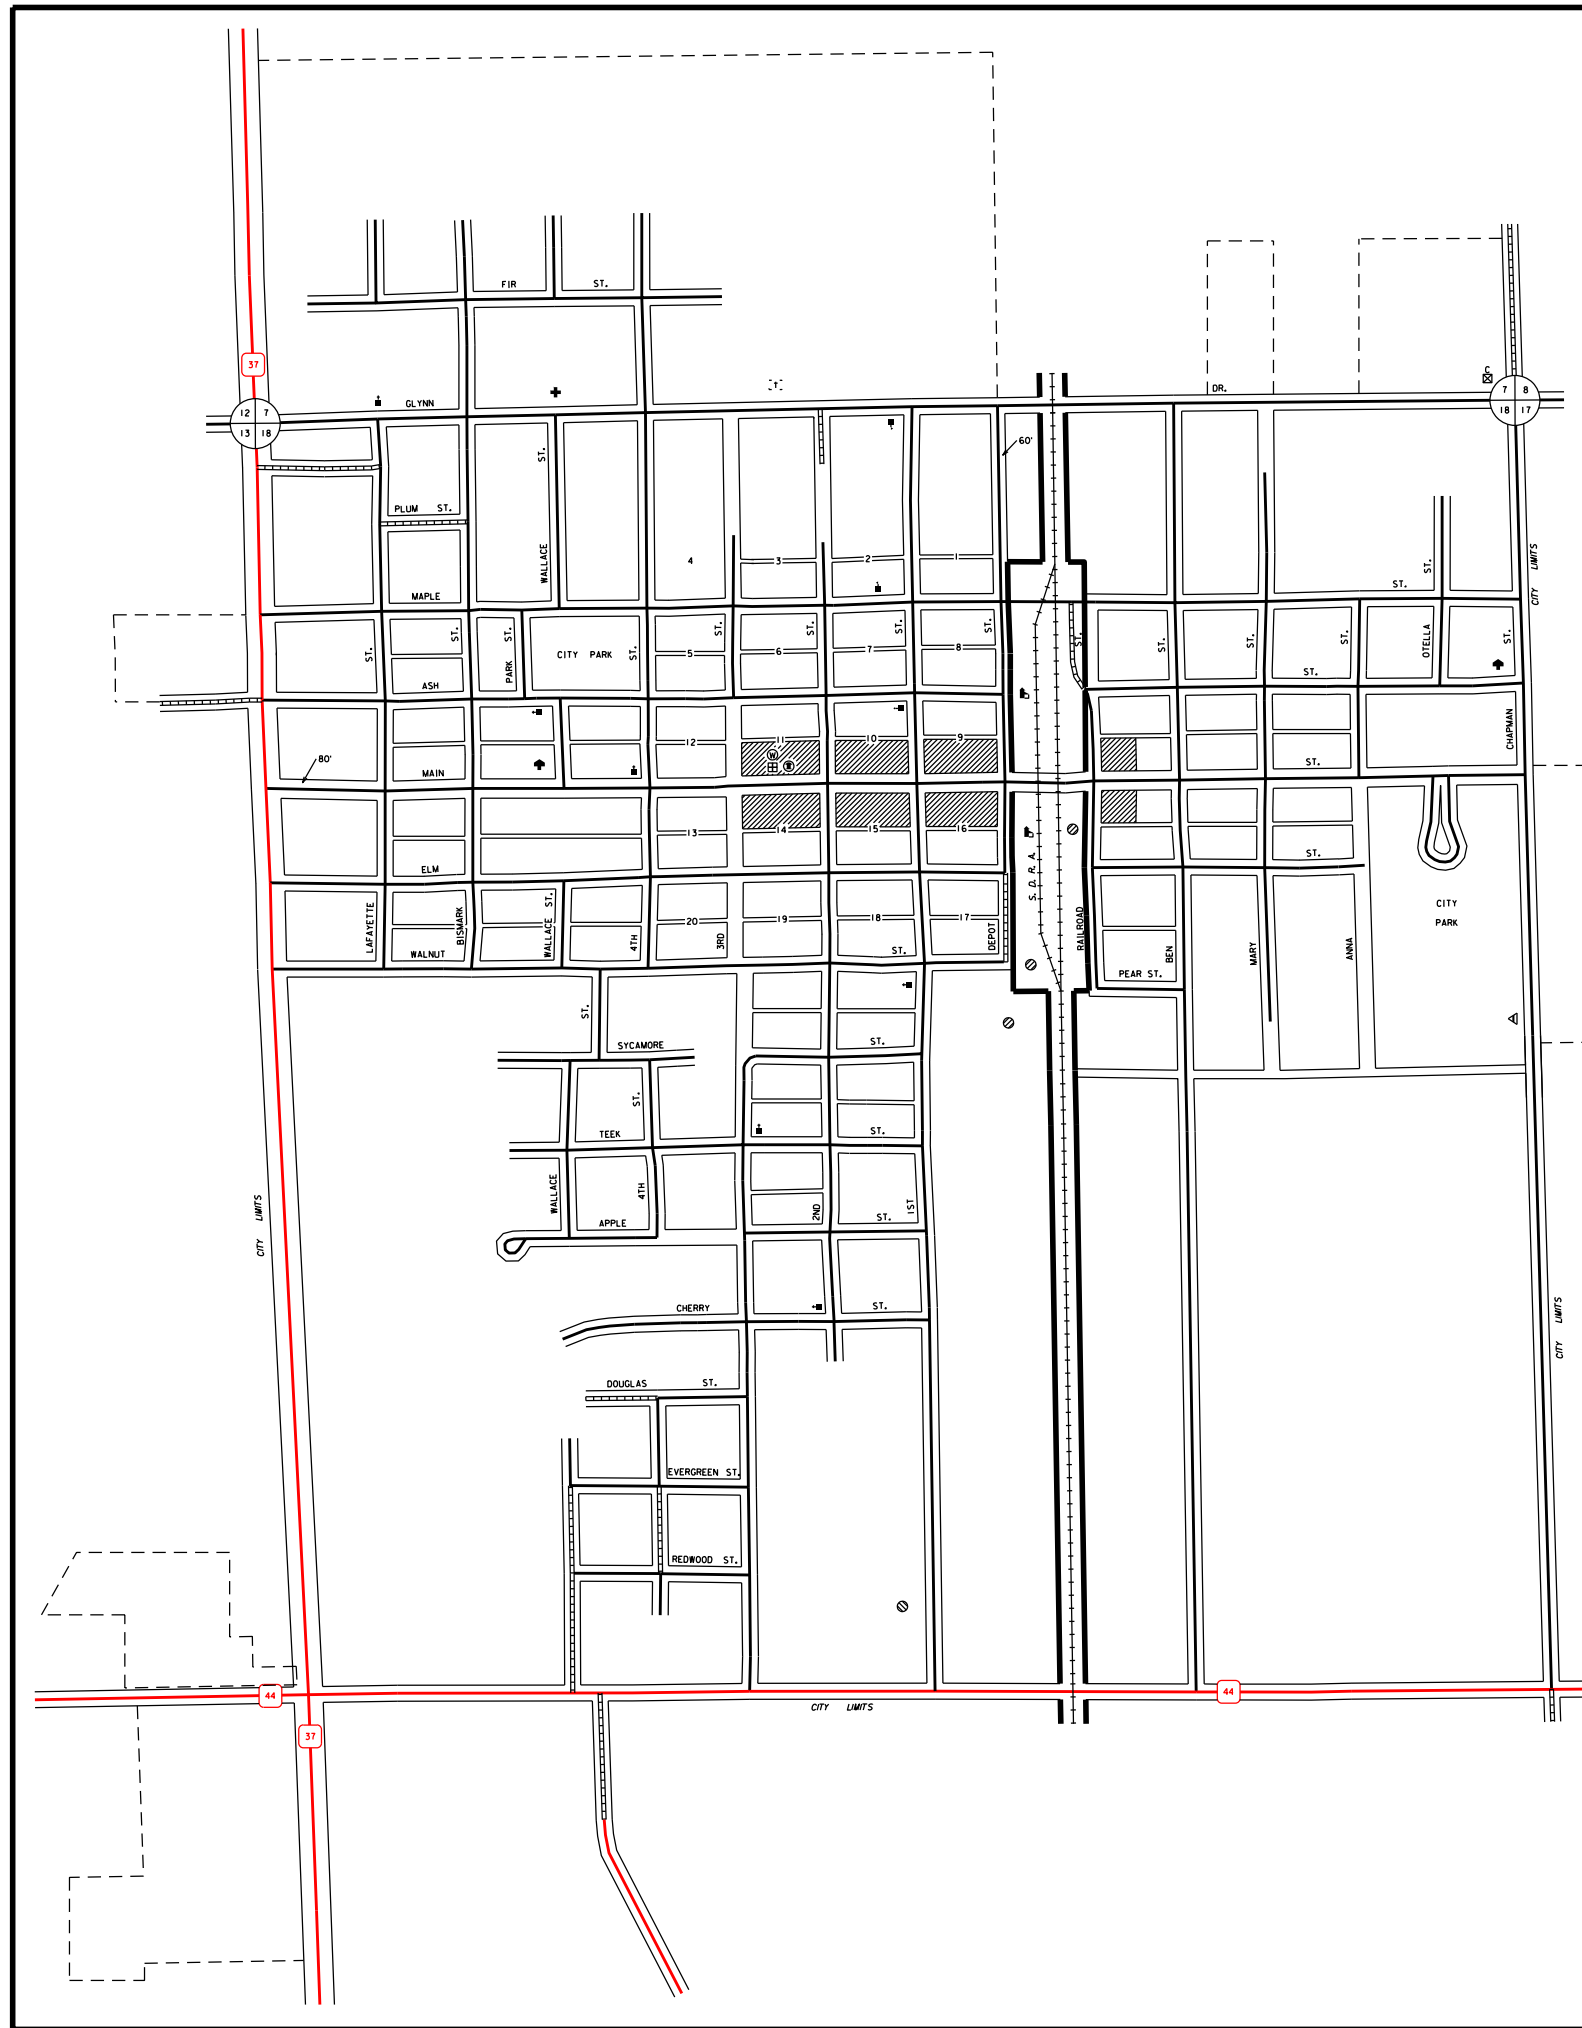 FIR ST.
37
C
GLYNN DR.
12 7
13 18
7 8
18 17
60'
ST.
PLUM ST.
WALLACE
4 3 2 1
CITY LIMITS
ST.
MAPLE ST.
ST. ST. ST. PARK ST. ST. ST. ST. ST. ST. ST. ST. ST. ST. OTELLA ST.
CITY PARK
5 6 7 8
ASH ST.
12 11 10 9
W
CHAPMAN
80'
MAIN ST.
13 14 15 16
S. D. R. A.
ELM ST.
LAFAYETTE
BISMARK
WALLACE ST.
4TH
3RD
20 19 18 17
DEPOT
RAILROAD
BEN
MARY
ANNA
CITY
PARK
WALNUT ST.
PEAR ST.
ST.
SYCAMORE ST.
ST.
TEEK ST.
WALLACE
4TH
2ND
1ST
APPLE ST.
CITY LIMITS
CHERRY ST.
CITY LIMITS
DOUGLAS ST.
EVERGREEN ST.
REDWOOD ST.
44
44
CITY LIMITS
37